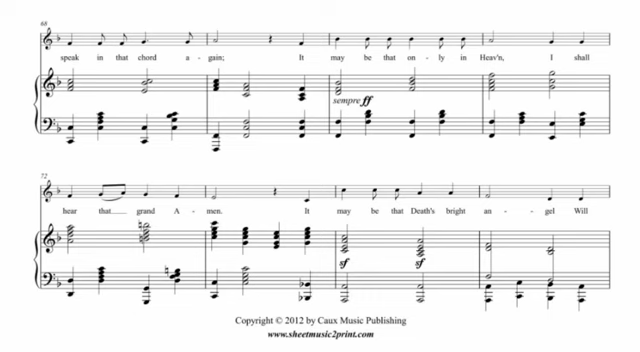 68
speak in that chord a - gain; It may be that on - ly in Heav'n, I shall
sempre ff
72
hear that____ grand A - men. It may be that Death's bright an - - gel Will
sf sf
Copyright © 2012 by Caux Music Publishing
www.sheetmusic2print.com